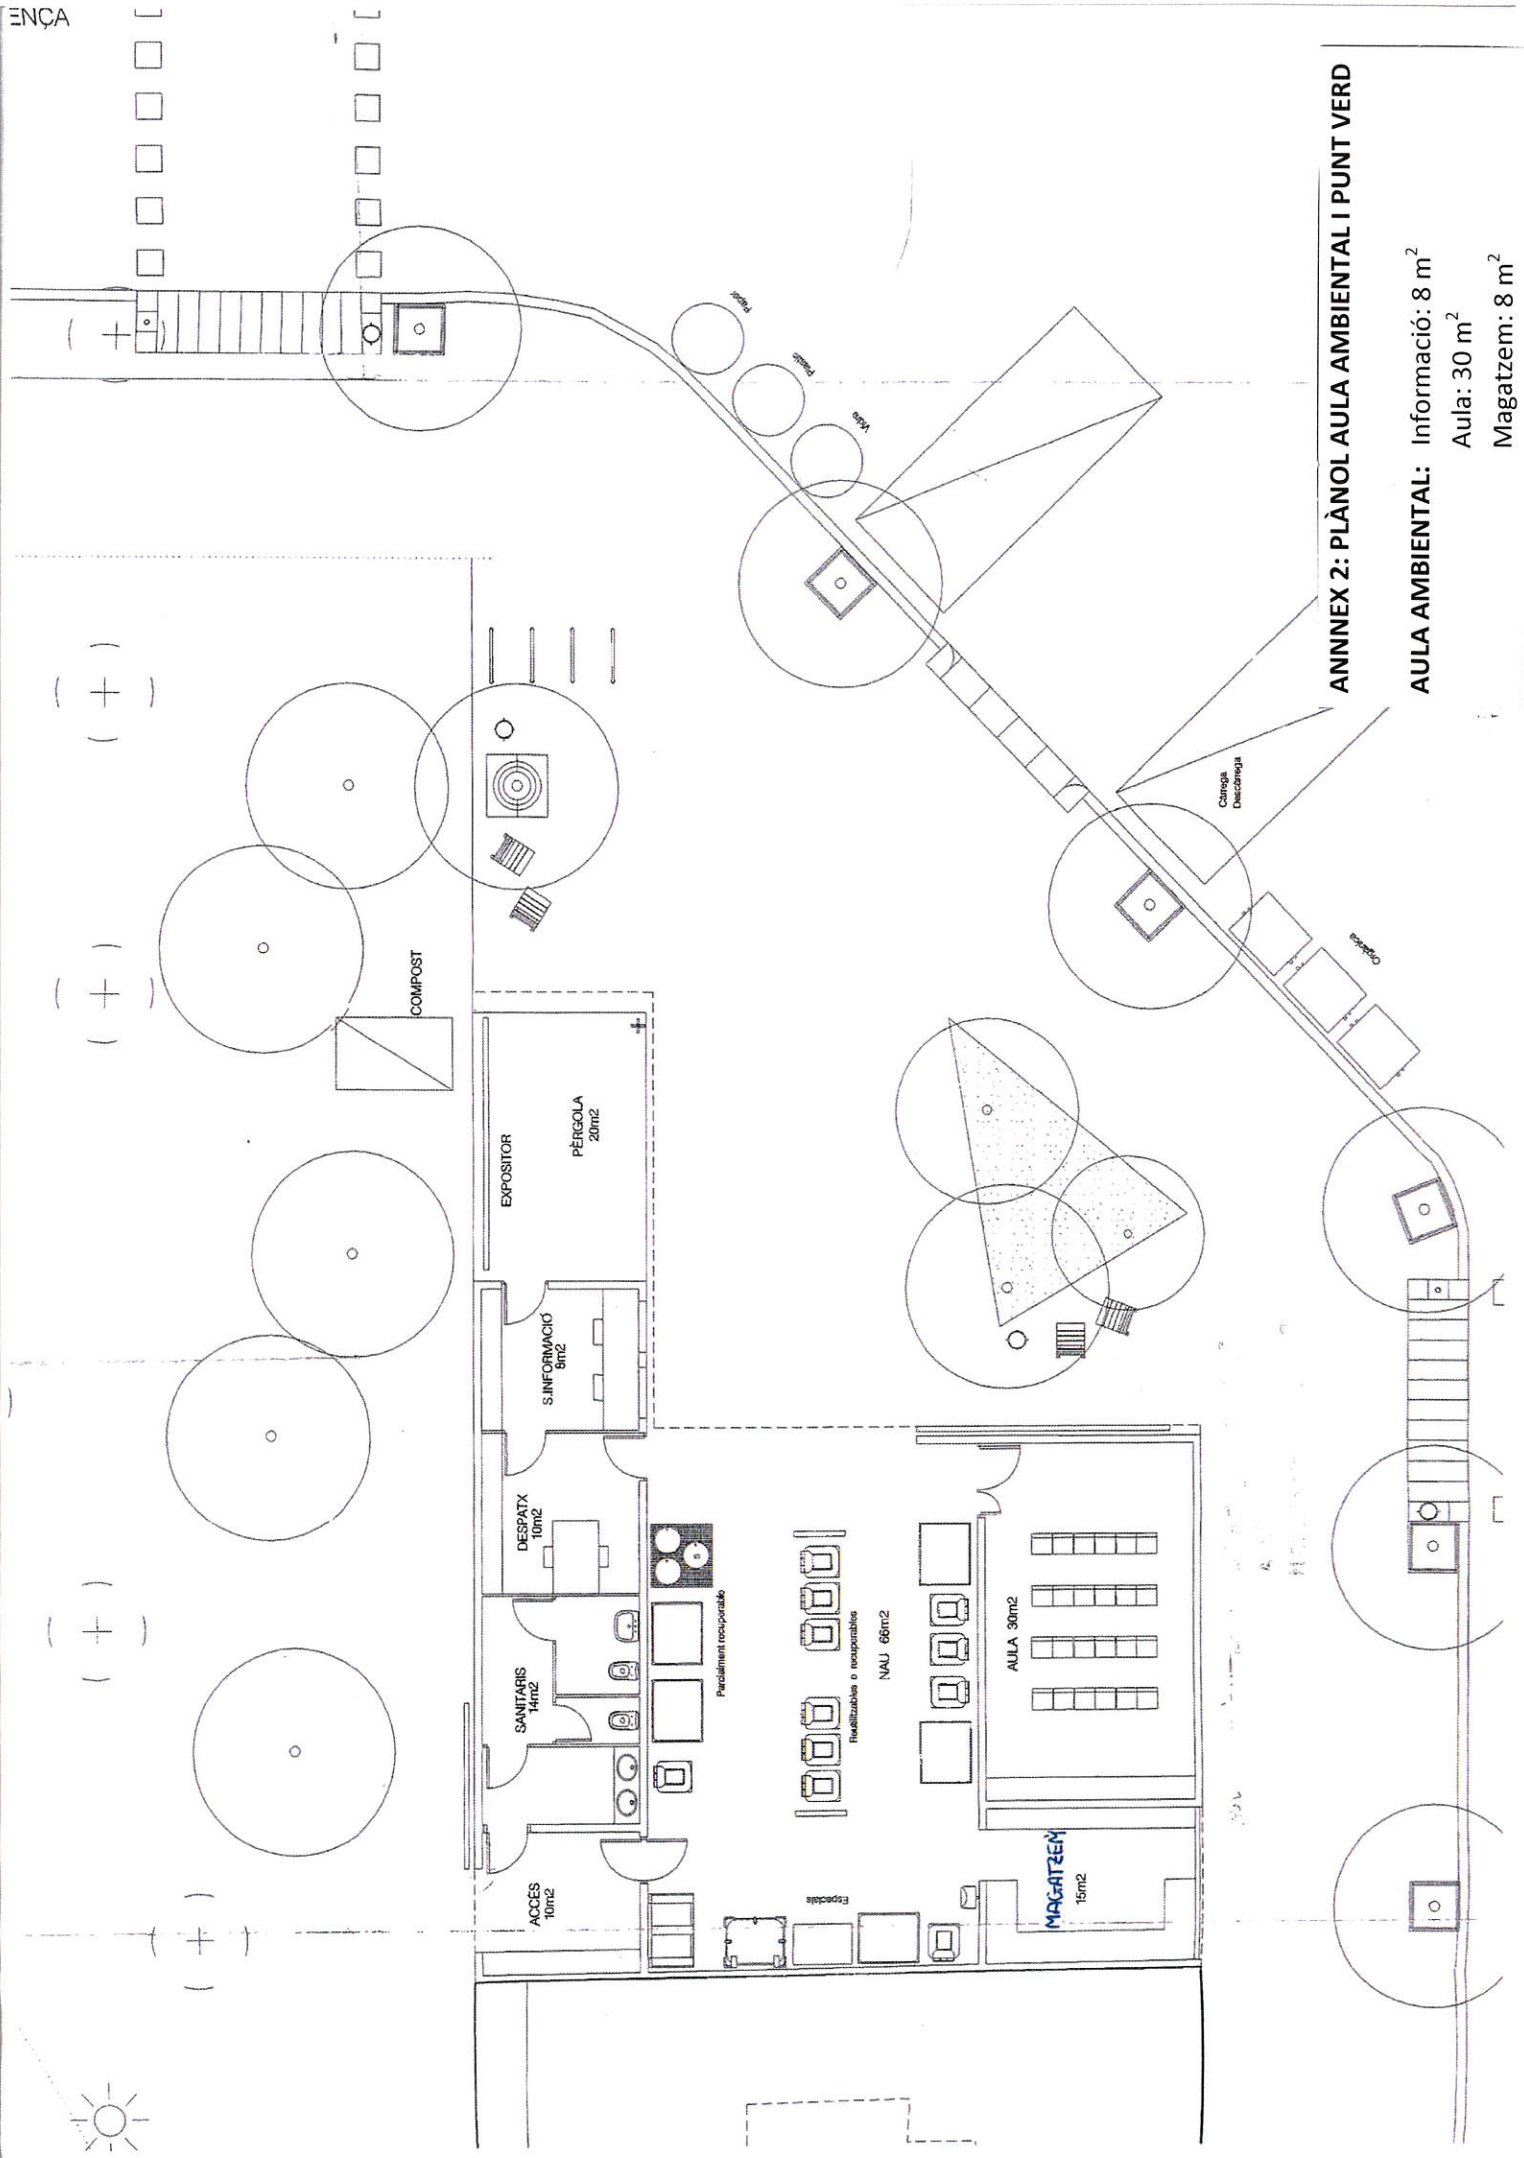 ENÇA
ANNNEX 2: PLÀNOL AULA AMBIENTAL I PUNT VERD
AULA AMBIENTAL: Informació: 8 m²
Aula: 30 m²
Magatzem: 8 m²
COMPOST
EXPOSITOR
PÈRGOLA
20m2
S.INFORMACIÓ
8m2
DESPATX
10m2
SANITARIS
14m2
ACCÈS
10m2
Parcialment recuperable
Reutilitzables o recuperables
NAU 66m2
Especials
AULA 30m2
MAGATZEM
15m2
Paper
Plàstic
Vidre
Càrrega
Descàrrega
Orgànica